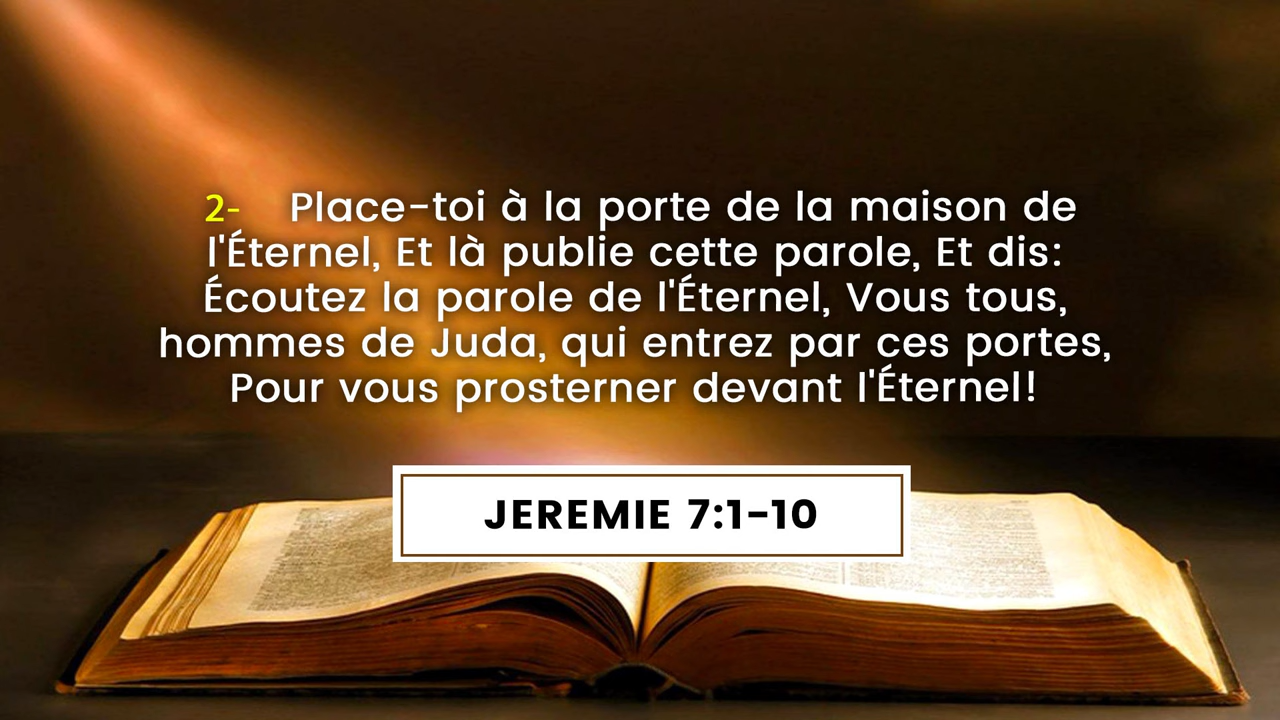 2- Place-toi à la porte de la maison de
l'Éternel, Et là publie cette parole, Et dis:
Écoutez la parole de l'Éternel, Vous tous,
hommes de Juda, qui entrez par ces portes,
Pour vous prosterner devant l'Éternel!
JEREMIE 7:1-10